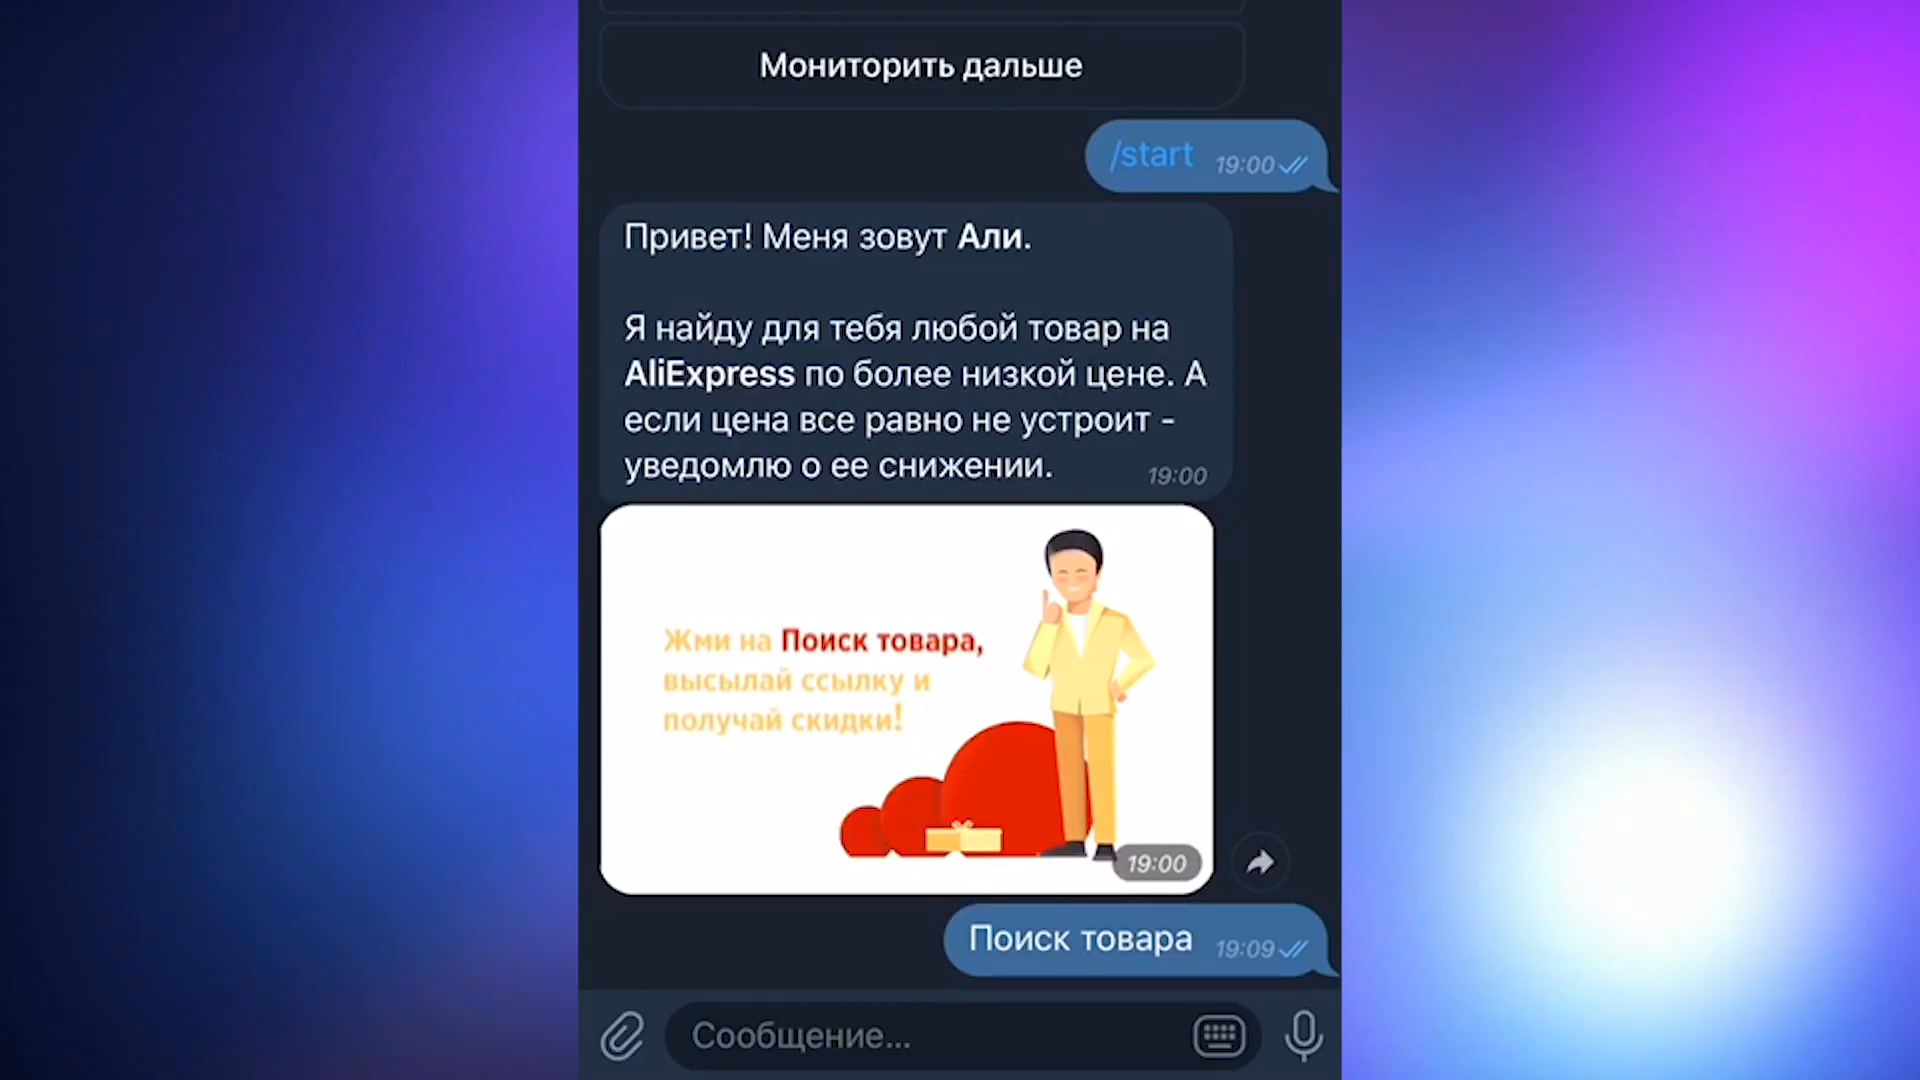 Мониторить дальше
/start 19:00
Привет! Меня зовут Али.
Я найду для тебя любой товар на
AliExpress по более низкой цене. А
если цена все равно не устроит -
уведомлю о ее снижении. 19:00
Жми на Поиск товара,
высылай ссылку и
получай скидки!
19:00
Поиск товара 19:09
Сообщение...